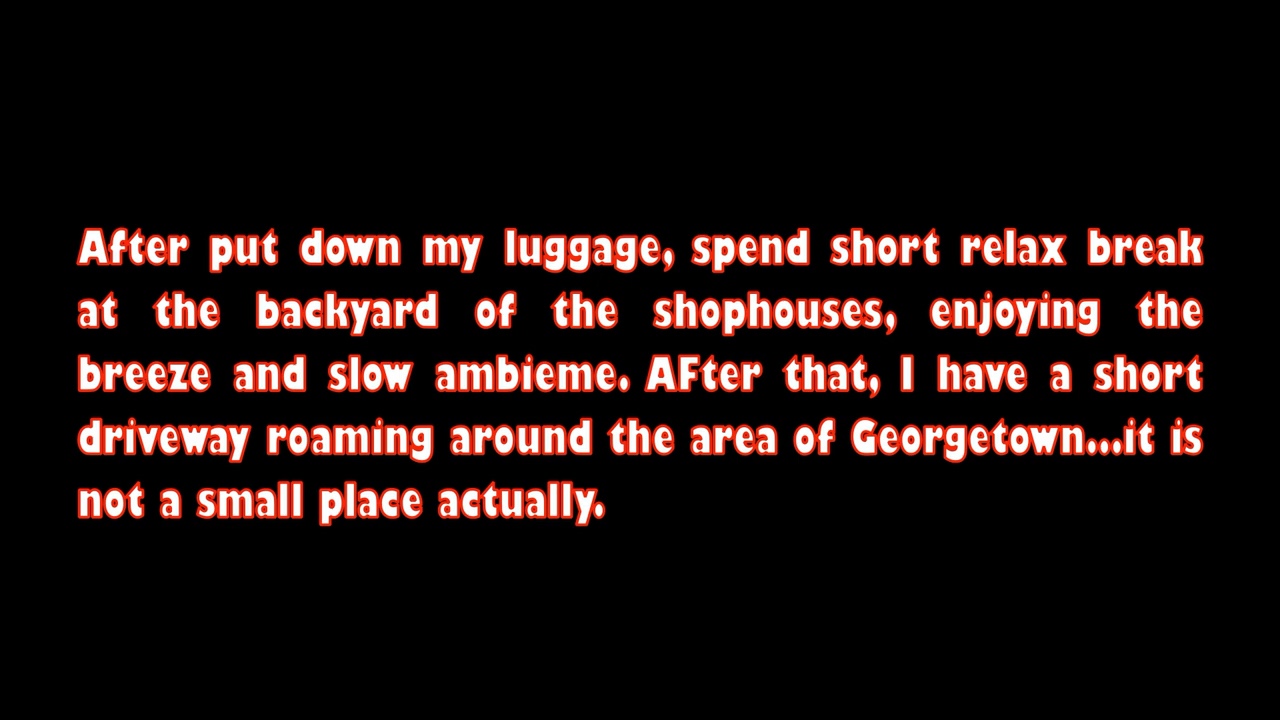 After put down my luggage, spend short relax break
at the backyard of the shophouses, enjoying the
breeze and slow ambieme. AFter that, I have a short
driveway roaming around the area of Georgetown...it is
not a small place actually.